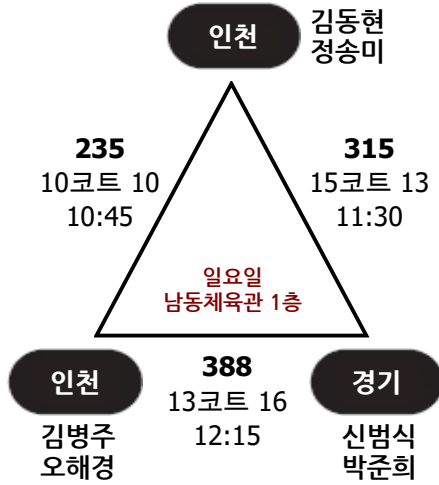 인천
김동현
정송미
235
10코트 10
10:45
315
15코트 13
11:30
일요일
남동체육관 1층
인천
김병주
오해경
388
13코트 16
12:15
경기
신범식
박준희